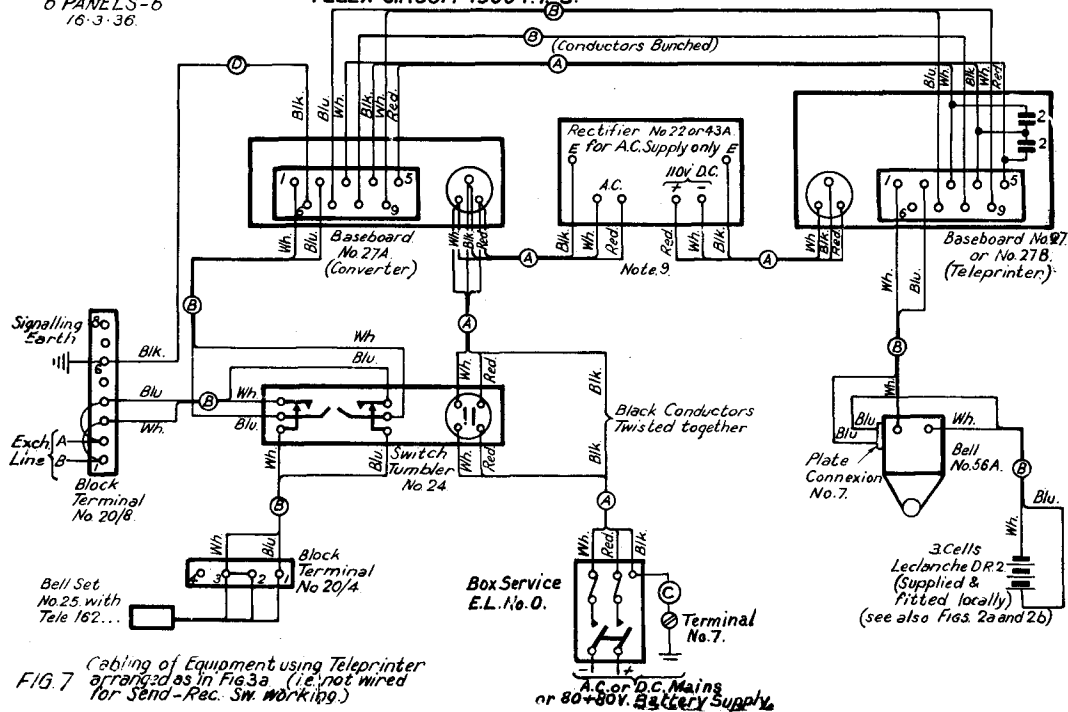 6 PANELS-6
16·3·36.
B
B
(Conductors Bunched)
D
A
Blk.
Blu.
Wh.
Blk.
Wh.
Red.
Blu.
Wh.
Blk.
Wh.
Red.
Rectifier No 22 or 43A.
for A.C. Supply only
E
E
A.C.
110v D.C.
+ -
2
2
1
5
6
9
1
5
6
9
Wh.
Blu.
Baseboard
No.27A
(Converter)
Wh.
Blk.
Red.
A
Blk.
Wh.
Red.
Note.9.
Red.
Wh.
Blk.
A
Wh.
Blk.
Red.
Baseboard No.27.
or No.27B
(Teleprinter.)
Wh.
Blu.
B
A
B
Signalling
Earth
8
6
1
Blk.
Blu
Wh.
B
Wh
Blu.
Wh
Blu.
Wh.
Red.
Blk.
Black Conductors
Twisted together
Exch.
Line
A
B
Block
Terminal
No. 20/8.
Wh.
Blu.
Switch
Tumbler
No.24
Wh.
Red.
Blk.
A
Wh.
Blu
Blu
Wh.
Plate
Connexion
No.7.
Bell
No.56A.
B
Wh.
Blu.
B
Wh.
Blu
4 3 2 1
Block
Terminal
No 20/4.
Bell Set
No.25. with
Tele 162...
Wh.
Red.
Blk.
Box Service
E.L. No.0.
C
Terminal
No.7.
- +
A.C. or D.C. Mains
or 80+80V. Battery Supply.
3.Cells
Leclanche D.R.2.
(Supplied &
fitted locally)
(see also FIGS. 2a and 2b)
FIG. 7 Cabling of Equipment using Teleprinter
arranged as in FIG 3a (i.e. not wired
for Send-Rec. Sw. working.)